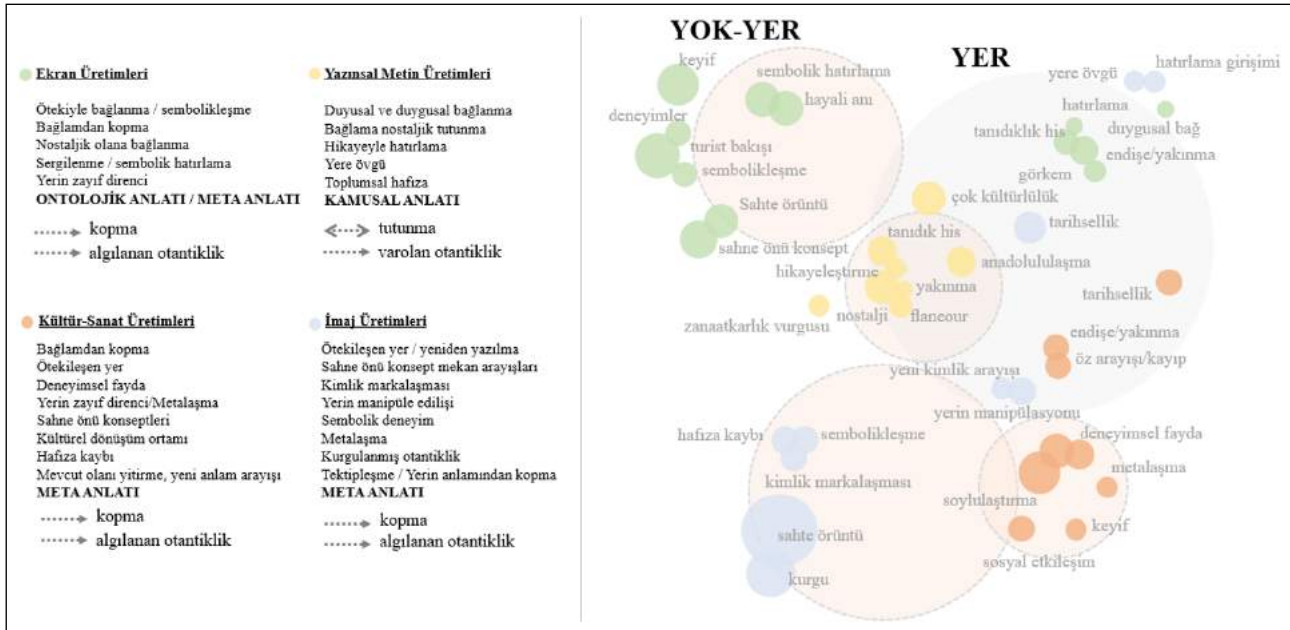 Ekran Üretimleri
Ötekiyle bağlanma / sembolikleşme
Bağlamdan kopma
Nostaljik olana bağlanma
Sergilenme / sembolik hatırlama
Yerin zayıf direnci
ONTOLOJİK ANLATI / META ANLATI
kopma
algılanan otantiklik
Yazınsal Metin Üretimleri
Duyusal ve duygusal bağlanma
Bağlama nostaljik tutunma
Hikayeyle hatırlama
Yere övgü
Toplumsal hafıza
KAMUSAL ANLATI
tutunma
varolan otantiklik
Kültür-Sanat Üretimleri
Bağlamdan kopma
Ötekileşen yer
Deneyimsel fayda
Yerin zayıf direnci/Metalaşma
Sahne önü konseptleri
Kültürel dönüşüm ortamı
Hafıza kaybı
Mevcut olanı yitirme, yeni anlam arayışı
META ANLATI
kopma
algılanan otantiklik
İmaj Üretimleri
Ötekileşen yer / yeniden yazılma
Sahne önü konsept mekan arayışları
Kimlik markalaşması
Yerin manipüle edilişi
Sembolik deneyim
Metalaşma
Kurgulanmış otantiklik
Tektipleşme / Yerin anlamından kopma
META ANLATI
kopma
algılanan otantiklik
YOK-YER
YER
keyif
sembolik hatırlama
hayali anı
deneyimler
turist bakışı
sembolikleşme
Sahte örüntü
sahne önü konsept
yere övgü
hatırlama girişimi
hatırlama
tanıdıklık his
duygusal bağ
endişe/yakınma
görkem
çok kültürlülük
tarihsellik
tanıdık his
hikayeleştirme
anadolululaşma
yakınma
nostalji
flaneour
zanaatkarlık vurgusu
tarihsellik
endişe/yakınma
öz arayışı/kayıp
yeni kimlik arayışı
yerin manipülasyonu
hafıza kaybı
sembolikleşme
kimlik markalaşması
sahte örüntü
kurgu
deneyimsel fayda
metalaşma
soylulaştırma
keyif
sosyal etkileşim